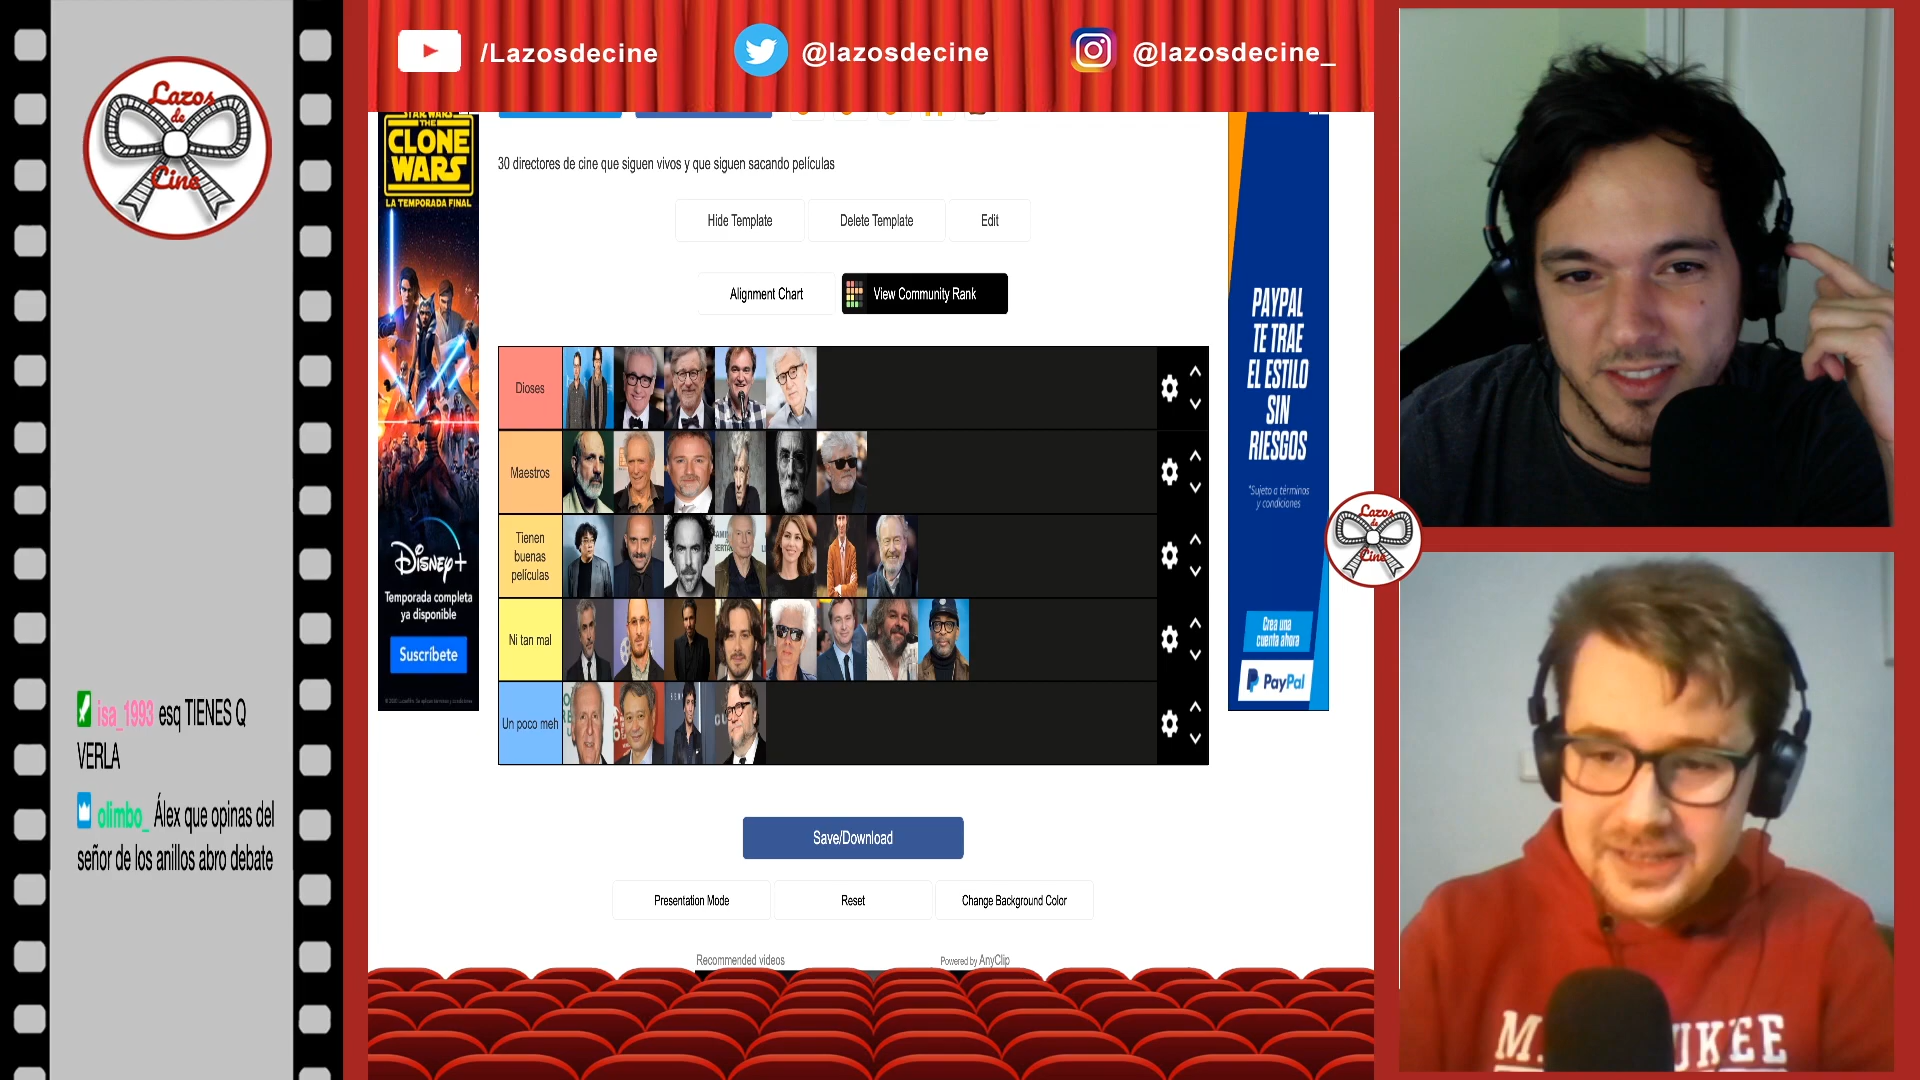 Lazos
de
Cine
isa_1993 esq TIENES Q
VERLA
olimbo_ Álex que opinas del
señor de los anillos abro debate
/Lazosdecine
@lazosdecine
@lazosdecine_
STAR WARS
THE
CLONE
WARS
LA TEMPORADA FINAL
Disney+
Temporada completa
ya disponible
Suscríbete
30 directores de cine que siguen vivos y que siguen sacando películas
Hide Template
Delete Template
Edit
Alignment Chart
View Community Rank
Dioses
Maestros
Tienen
buenas
películas
Ni tan mal
Un poco meh
Save/Download
Presentation Mode
Reset
Change Background Color
Recommended videos
Powered by AnyClip
PAYPAL
TE TRAE
EL ESTILO
SIN
RIESGOS
*Sujeto a términos
y condiciones
Crea una
cuenta ahora
PayPal
Lazos
de
Cine